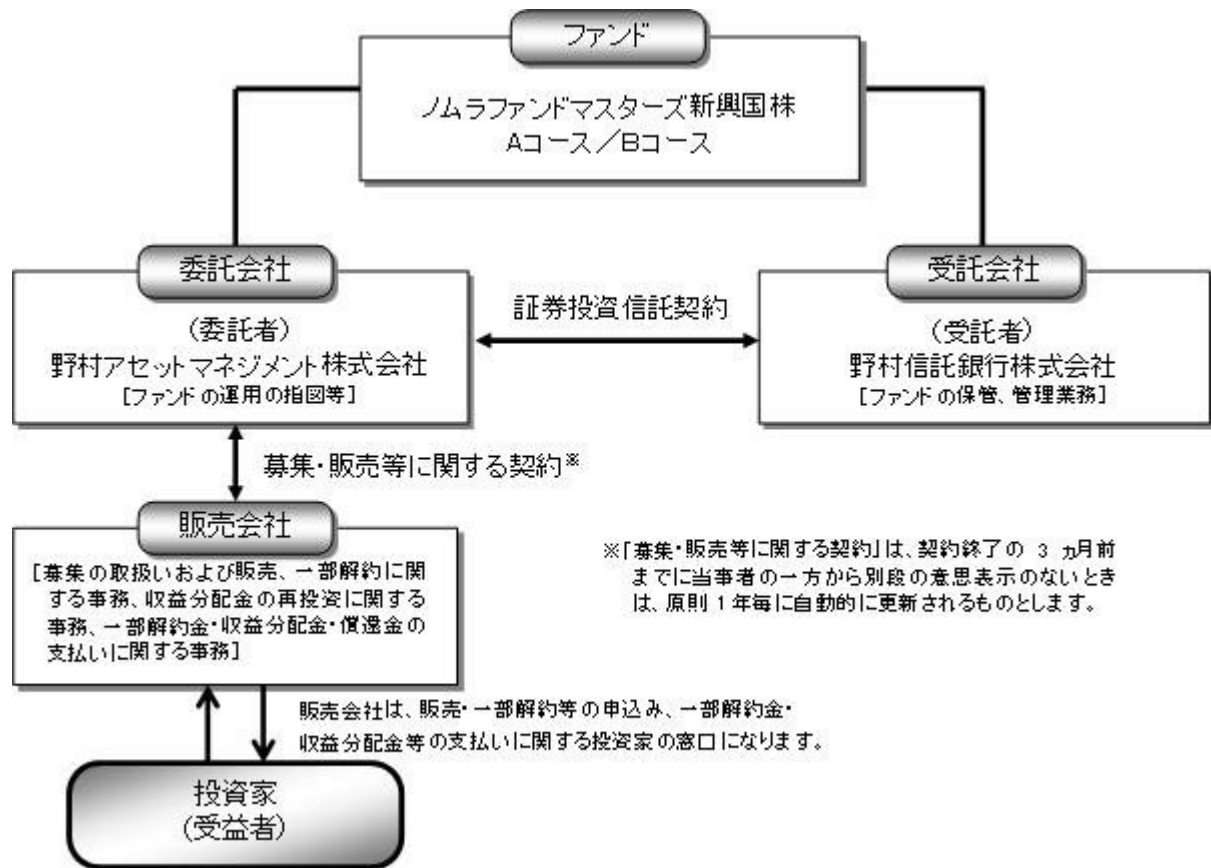 ファンド
ノムラファンドマスターズ新興国株
Aコース／Bコース
委託会社
(委託者)
野村アセットマネジメント株式会社
[ファンドの運用の指図等]
証券投資信託契約
受託会社
(受託者)
野村信託銀行株式会社
[ファンドの保管、管理業務]
募集・販売等に関する契約※
販売会社
[募集の取扱いおよび販売、一部解約に関
する事務、収益分配金の再投資に関する
事務、一部解約金・収益分配金・償還金の
支払いに関する事務]
※「募集・販売等に関する契約」は、契約終了の 3 ヵ月前
までに当事者の一方から別段の意思表示のないとき
は、原則1年毎に自動的に更新されるものとします。
販売会社は、販売・一部解約等の申込み、一部解約金・
収益分配金等の支払いに関する投資家の窓口になります。
投資家
(受益者)